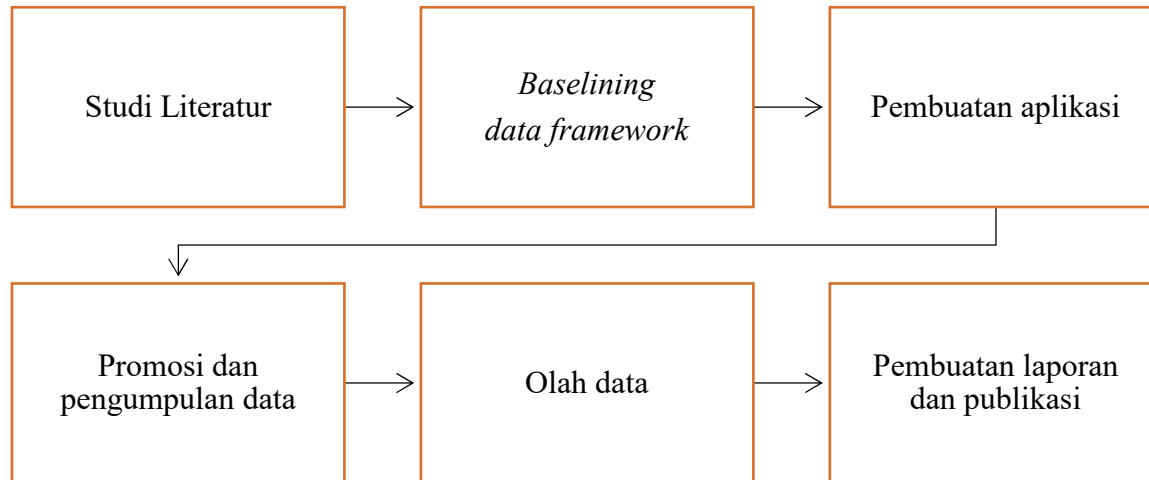 Studi Literatur
Baselining
data framework
Pembuatan aplikasi
Promosi dan
pengumpulan data
Olah data
Pembuatan laporan
dan publikasi